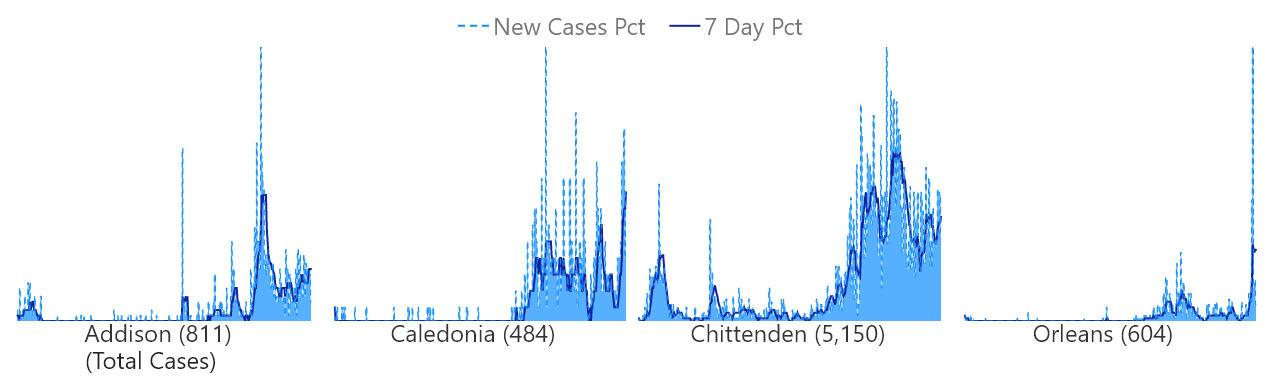 New Cases Pct 7 Day Pct
Addison (811) Caledonia (484) Chittenden (5,150) Orleans (604)
(Total Cases)